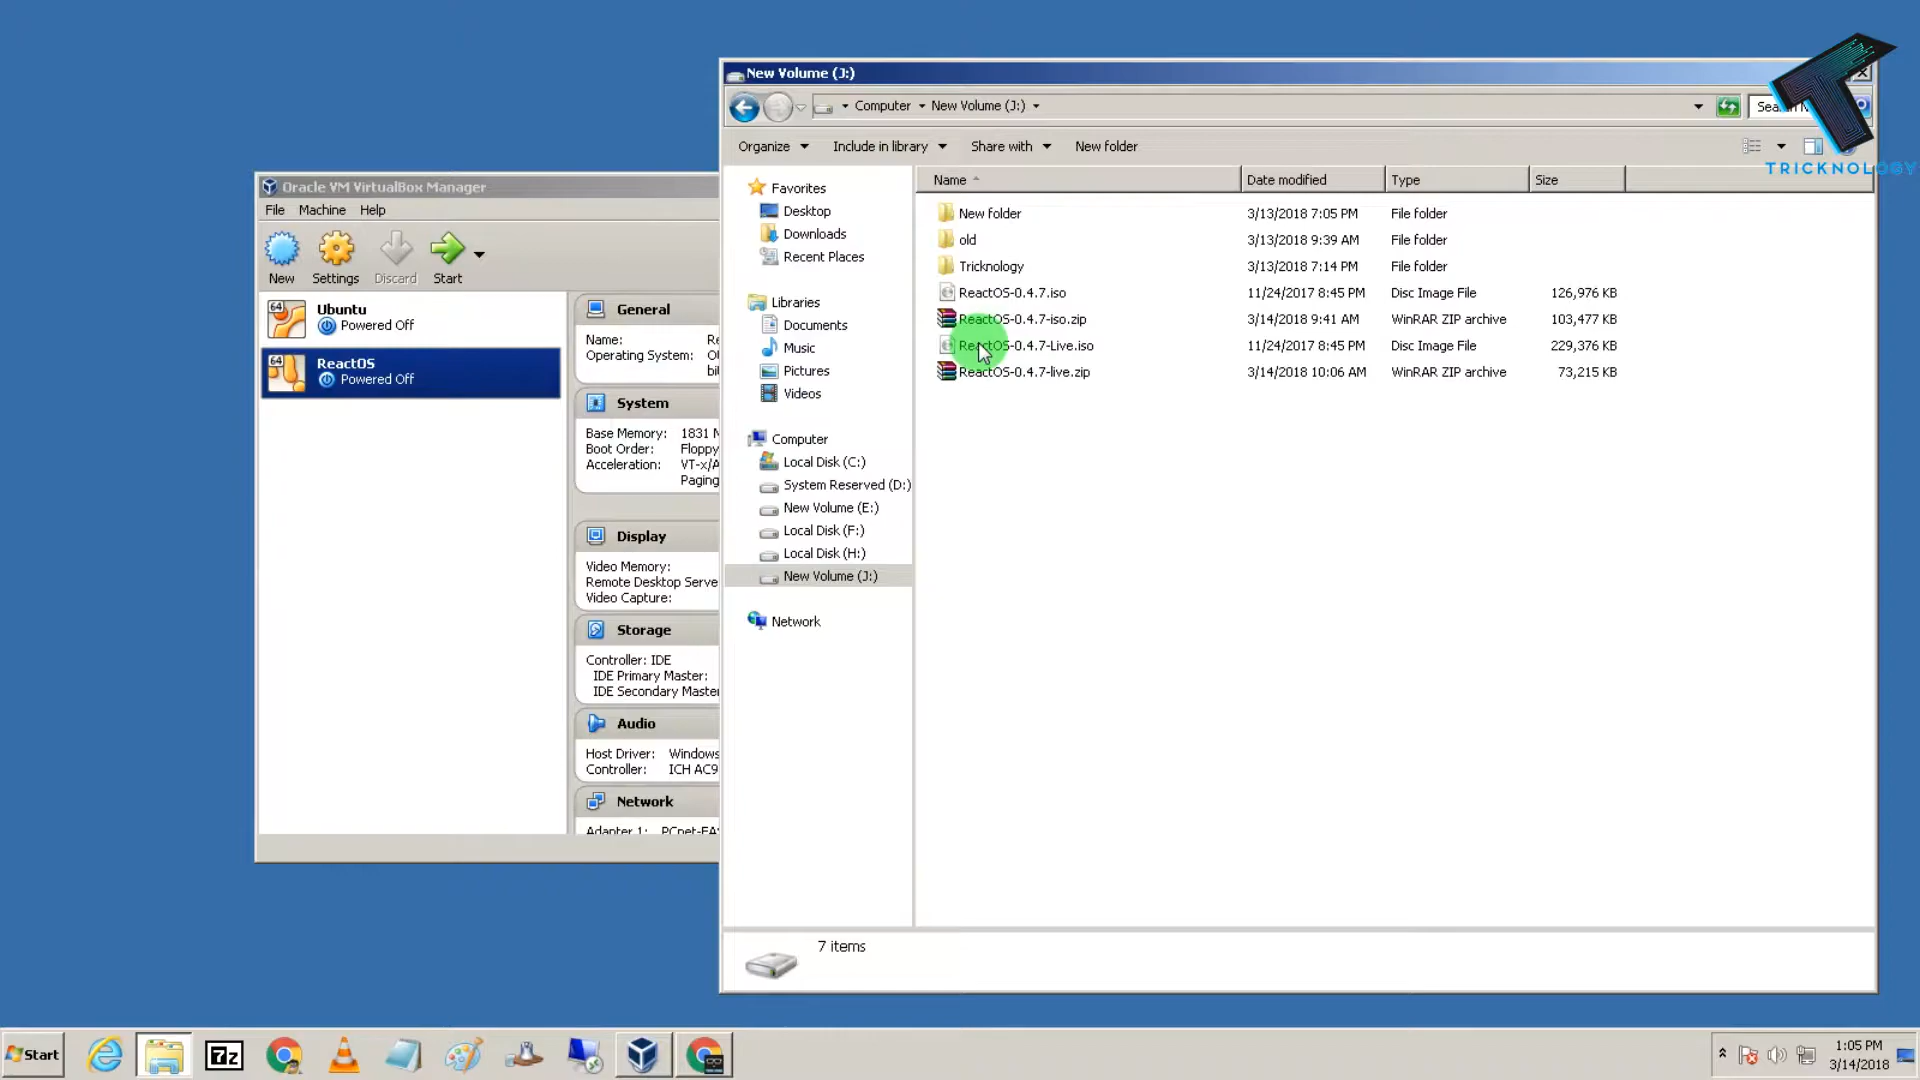 New Volume (J:)
Computer New Volume (J:)
Organize Include in library Share with New folder
TRICKNOLOGY
Name Date modified Type Size
Favorites
Desktop
Downloads
Recent Places
Libraries
Documents
Music
Pictures
Videos
Computer
Local Disk (C:)
System Reserved (D:)
New Volume (E:)
Local Disk (F:)
Local Disk (H:)
New Volume (J:)
Network
New folder 3/13/2018 7:05 PM File folder
old 3/13/2018 9:39 AM File folder
Tricknology 3/13/2018 7:14 PM File folder
ReactOS-0.4.7.iso 11/24/2017 8:45 PM Disc Image File 126,976 KB
ReactOS-0.4.7-iso.zip 3/14/2018 9:41 AM WinRAR ZIP archive 103,477 KB
ReactOS-0.4.7-Live.iso 11/24/2017 8:45 PM Disc Image File 229,376 KB
ReactOS-0.4.7-live.zip 3/14/2018 10:06 AM WinRAR ZIP archive 73,215 KB
7 items
Oracle VM VirtualBox Manager
File Machine Help
New Settings Discard Start
64
Ubuntu
Powered Off
64
ReactOS
Powered Off
General
Name: Re
Operating System: Ot
bit
System
Base Memory: 1831 M
Boot Order: Floppy
Acceleration: VT-x/A
Paging
Display
Video Memory:
Remote Desktop Serve
Video Capture:
Storage
Controller: IDE
IDE Primary Master:
IDE Secondary Master
Audio
Host Driver: Windows
Controller: ICH AC9
Network
Adapter 1: PCnet-FA
Start
7z
1:05 PM
3/14/2018